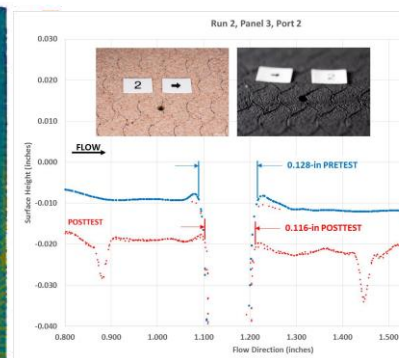 Run 2, Panel 3, Port 2
0.030
0.020
0.010
0.000
-0.010
-0.020
-0.030
-0.040
Surface Height (inches)
2 →
→ 2
FLOW
0.128-in PRETEST
POSTTEST
0.116-in POSTTEST
0.800 0.900 1.000 1.100 1.200 1.300 1.400 1.50
Flow Direction (inches)